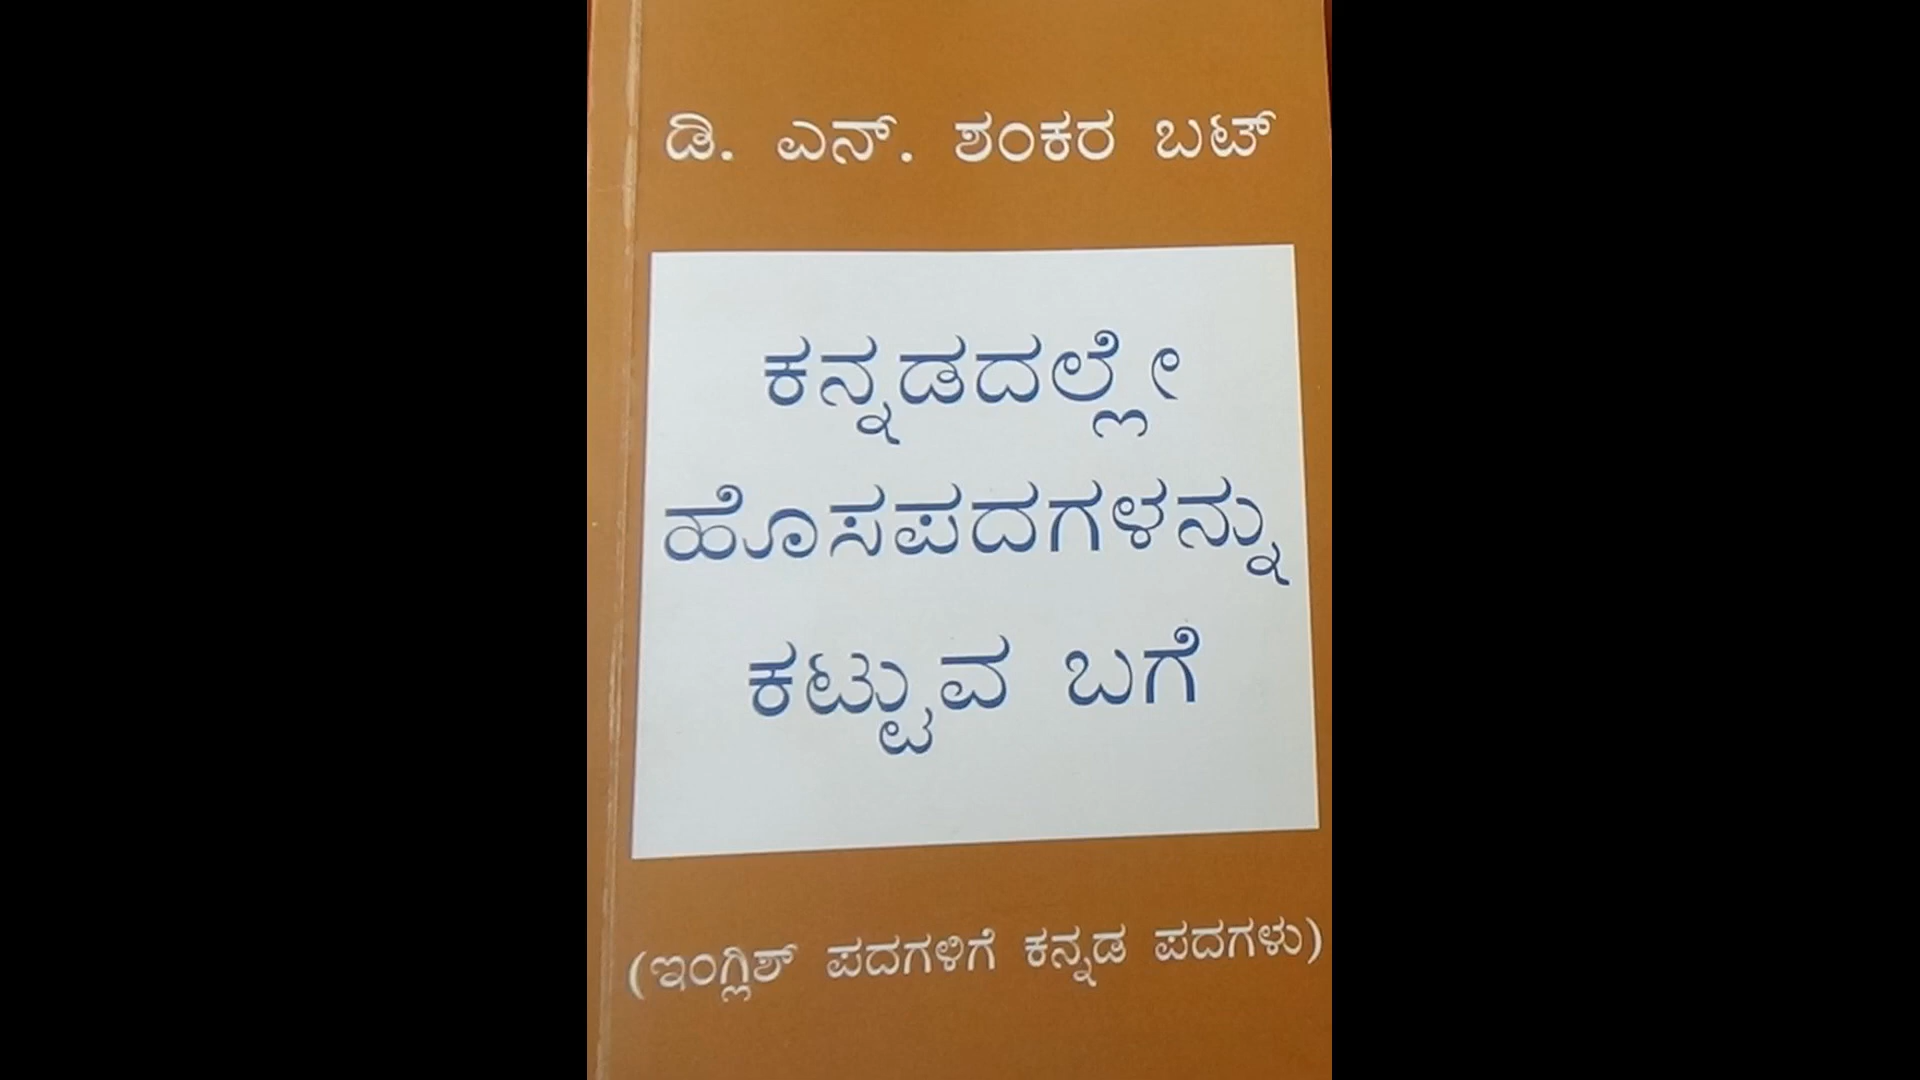 ಡಿ. ಎನ್. ಶಂಕರ ಬಟ್
ಕನ್ನಡದಲ್ಲೇ
ಹೊಸಪದಗಳನ್ನು
ಕಟ್ಟುವ ಬಗೆ
(ಇಂಗ್ಲಿಶ್ ಪದಗಳಿಗೆ ಕನ್ನಡ ಪದಗಳು)